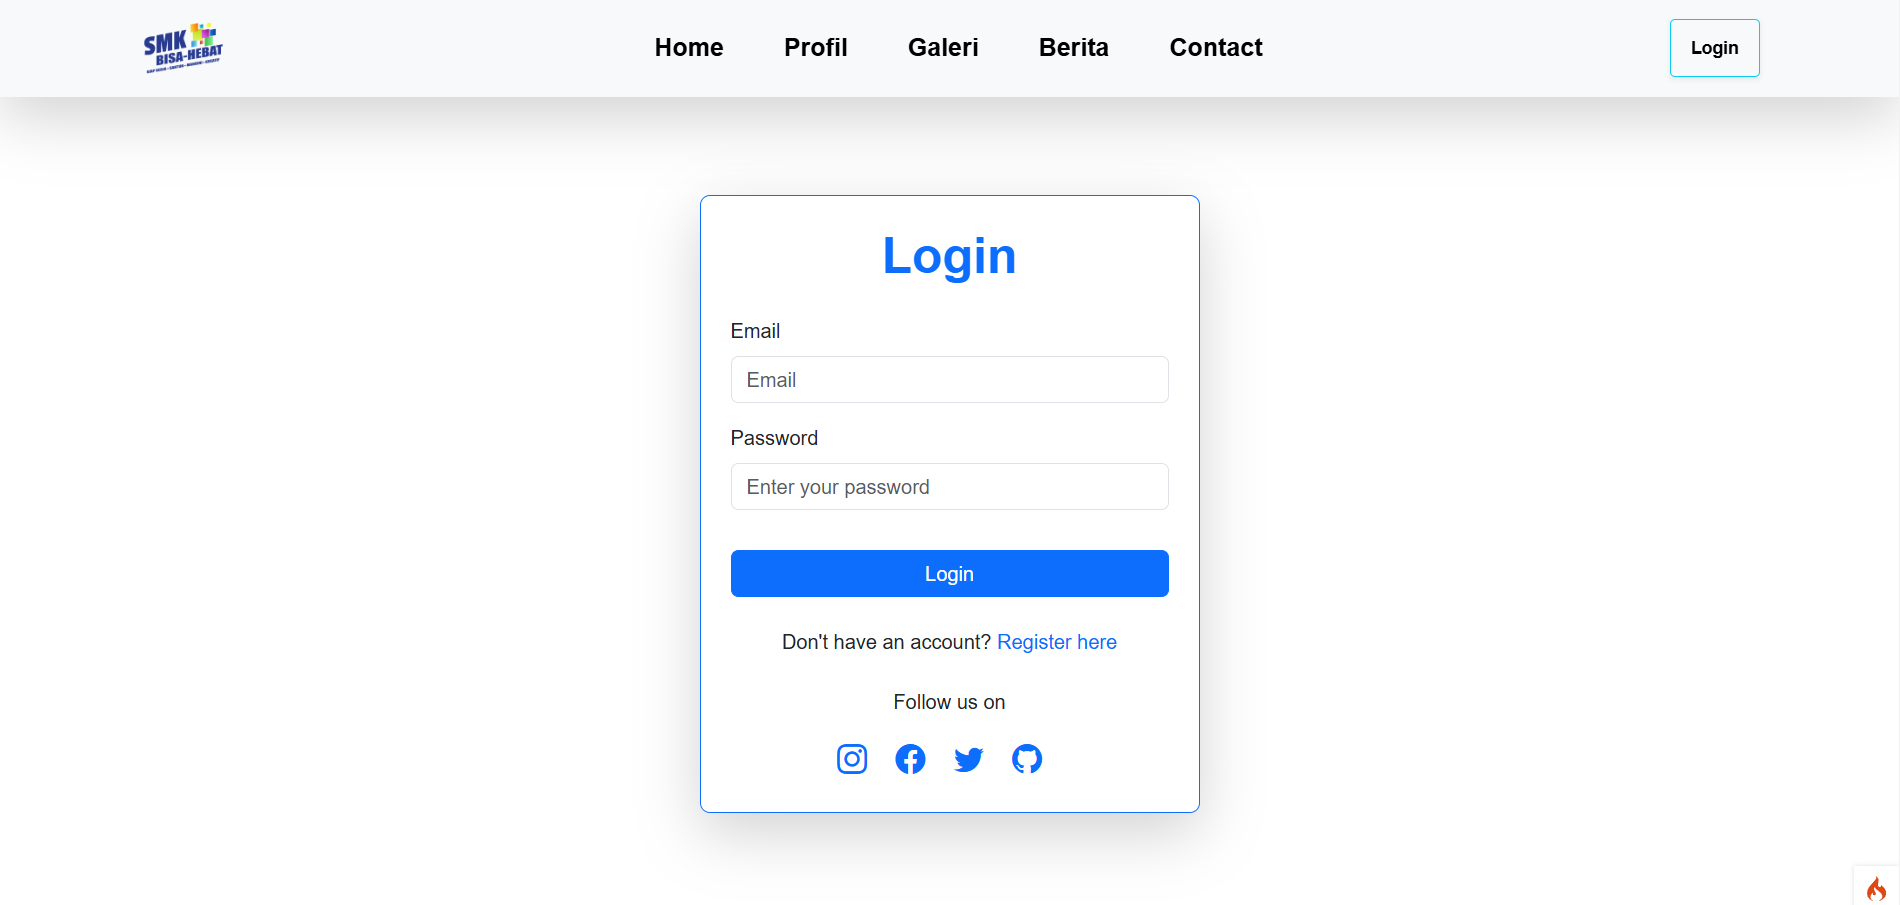 SMK
BISA-HEBAT
Home
Profil
Galeri
Berita
Contact
Login
Login
Email
Email
Password
Enter your password
Login
Don't have an account? Register here
Follow us on